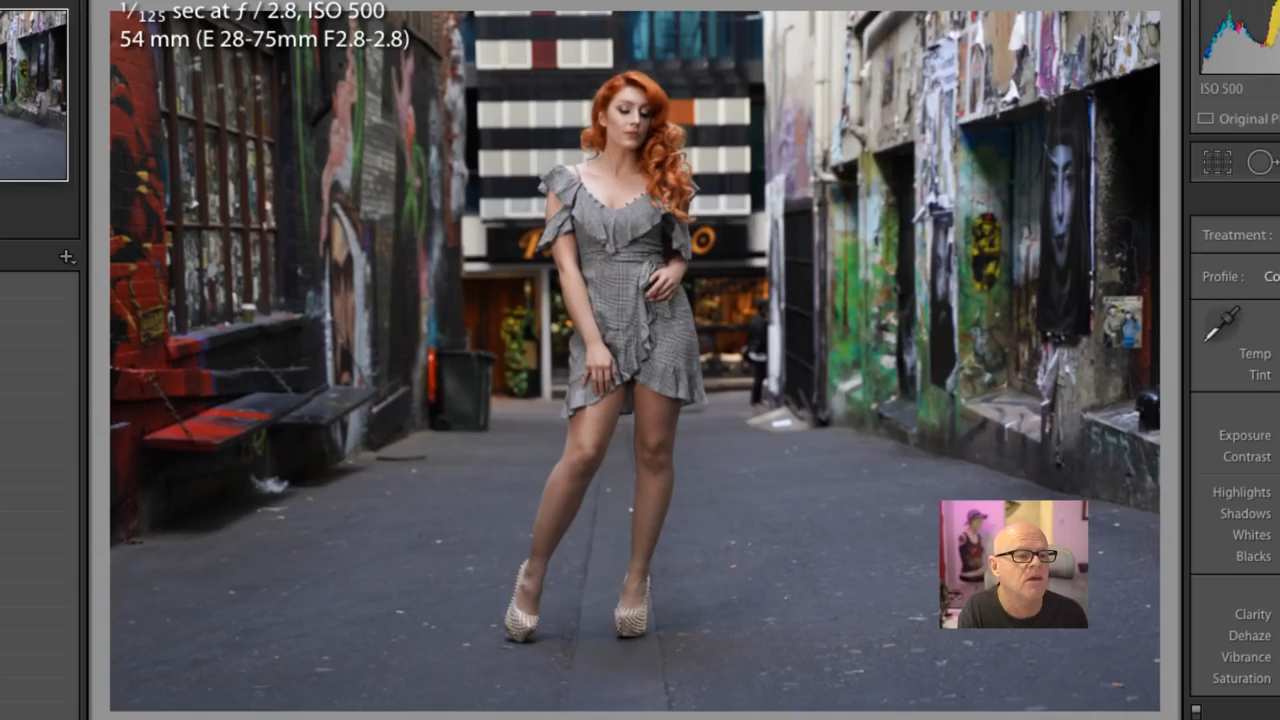 1/125 sec at ƒ / 2.8, ISO 500
54 mm (E 28-75mm F2.8-2.8)
ISO 500
Original P
Treatment :
Profile : Co
Temp
Tint
Exposure
Contrast
Highlights
Shadows
Whites
Blacks
Clarity
Dehaze
Vibrance
Saturation